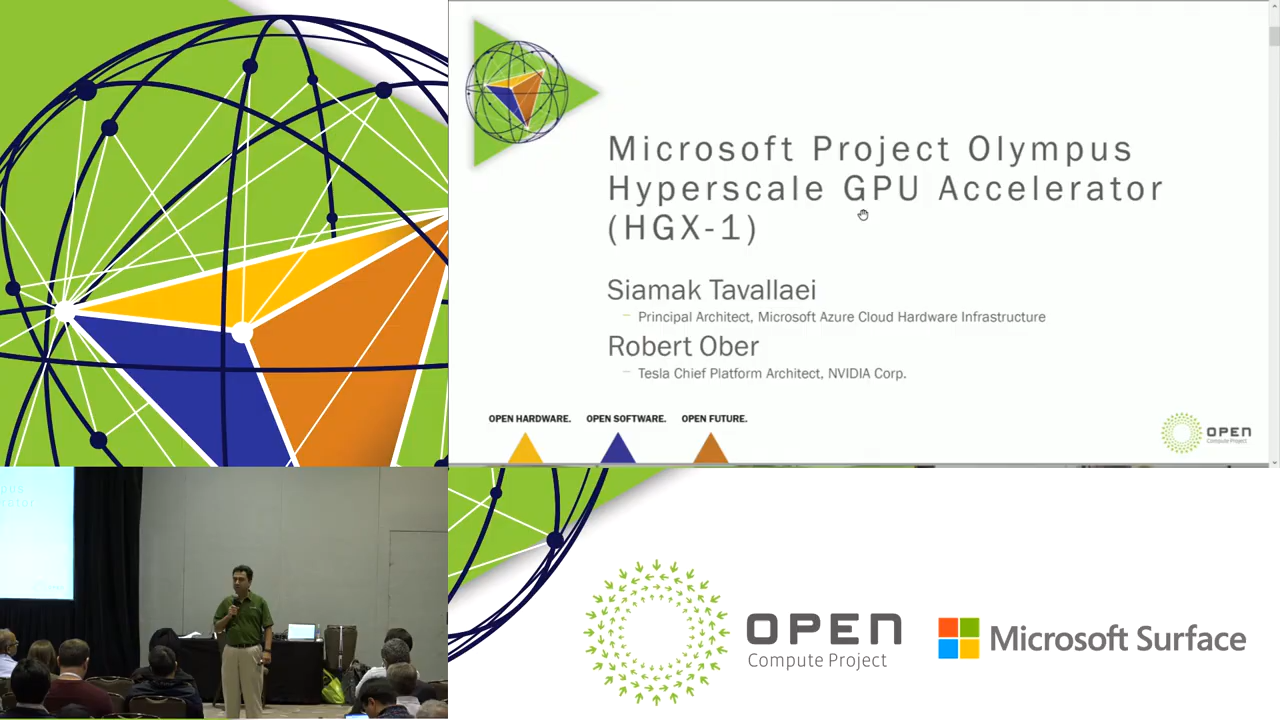 Microsoft Project Olympus
Hyperscale GPU Accelerator
(HGX-1)
Siamak Tavallaei
– Principal Architect, Microsoft Azure Cloud Hardware Infrastructure
Robert Ober
– Tesla Chief Platform Architect, NVIDIA Corp.
OPEN HARDWARE. OPEN SOFTWARE. OPEN FUTURE.
OPEN
Compute Project
OPEN
Compute Project
Microsoft Surface